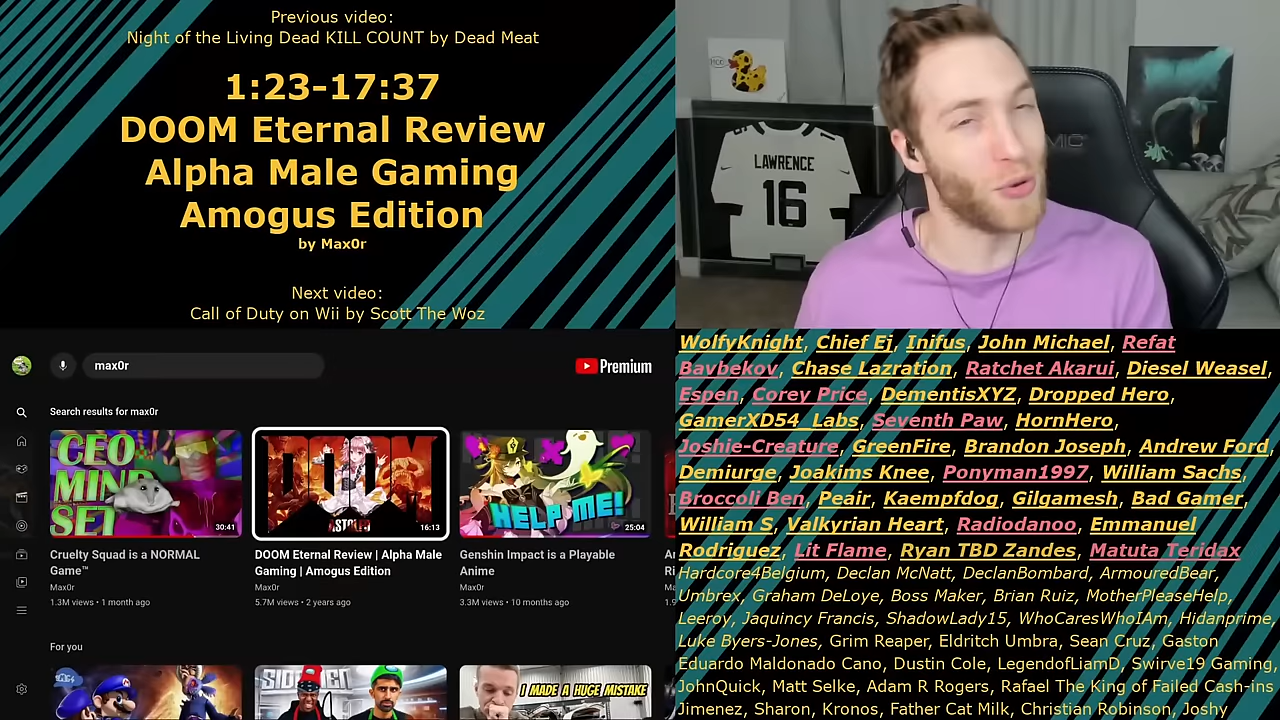 Previous video:
Night of the Living Dead KILL COUNT by Dead Meat
1:23-17:37
DOOM Eternal Review
Alpha Male Gaming
Amogus Edition
by Max0r
Next video:
Call of Duty on Wii by Scott The Woz
LAWRENCE
16
max0r
Premium
Search results for max0r
CEO
MIND
SET
30:41
DOOM
16:13
HELP ME!
25:04
Cruelty Squad is a NORMAL
Game™
Max0r
1.3M views • 1 month ago
DOOM Eternal Review | Alpha Male
Gaming | Amogus Edition
Max0r
5.7M views • 2 years ago
Genshin Impact is a Playable
Anime
Max0r
3.3M views • 10 months ago
For you
SIDEMEN
I MADE A HUGE MISTAKE
WolfyKnight, Chief Ej, Inifus, John Michael, Refat
Bavbekov, Chase Lazration, Ratchet Akarui, Diesel Weasel,
Espen, Corey Price, DementisXYZ, Dropped Hero,
GamerXD54_Labs, Seventh Paw, HornHero,
Joshie-Creature, GreenFire, Brandon Joseph, Andrew Ford,
Demiurge, Joakims Knee, Ponyman1997, William Sachs,
Broccoli Ben, Peair, Kaempfdog, Gilgamesh, Bad Gamer,
William S, Valkyrian Heart, Radiodanoo, Emmanuel
Rodriguez, Lit Flame, Ryan TBD Zandes, Matuta Teridax
Hardcore4Belgium, Declan McNatt, DeclanBombard, ArmouredBear,
Umbrex, Graham DeLoye, Boss Maker, Brian Ruiz, MotherPleaseHelp,
Leeroy, Jaquincy Francis, ShadowLady15, WhoCaresWhoIAm, Hidanprime,
Luke Byers-Jones, Grim Reaper, Eldritch Umbra, Sean Cruz, Gaston
Eduardo Maldonado Cano, Dustin Cole, LegendofLiamD, Swirve19 Gaming,
JohnQuick, Matt Selke, Adam R Rogers, Rafael The King of Failed Cash-ins
Jimenez, Sharon, Kronos, Father Cat Milk, Christian Robinson, Joshy